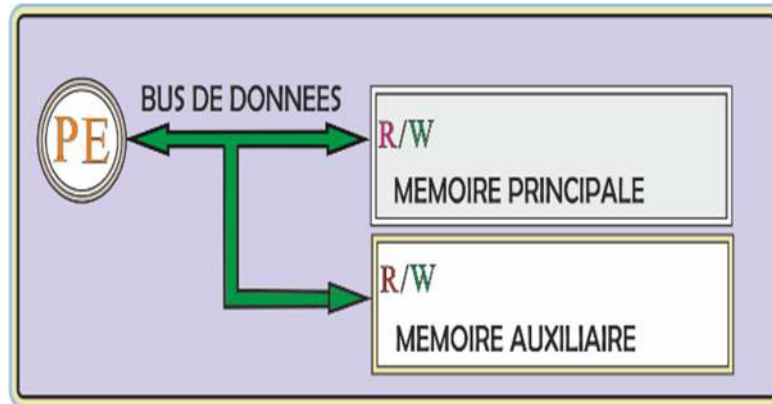 BUS DE DONNEES
PE
R/W
MEMOIRE PRINCIPALE
R/W
MEMOIRE AUXILIAIRE